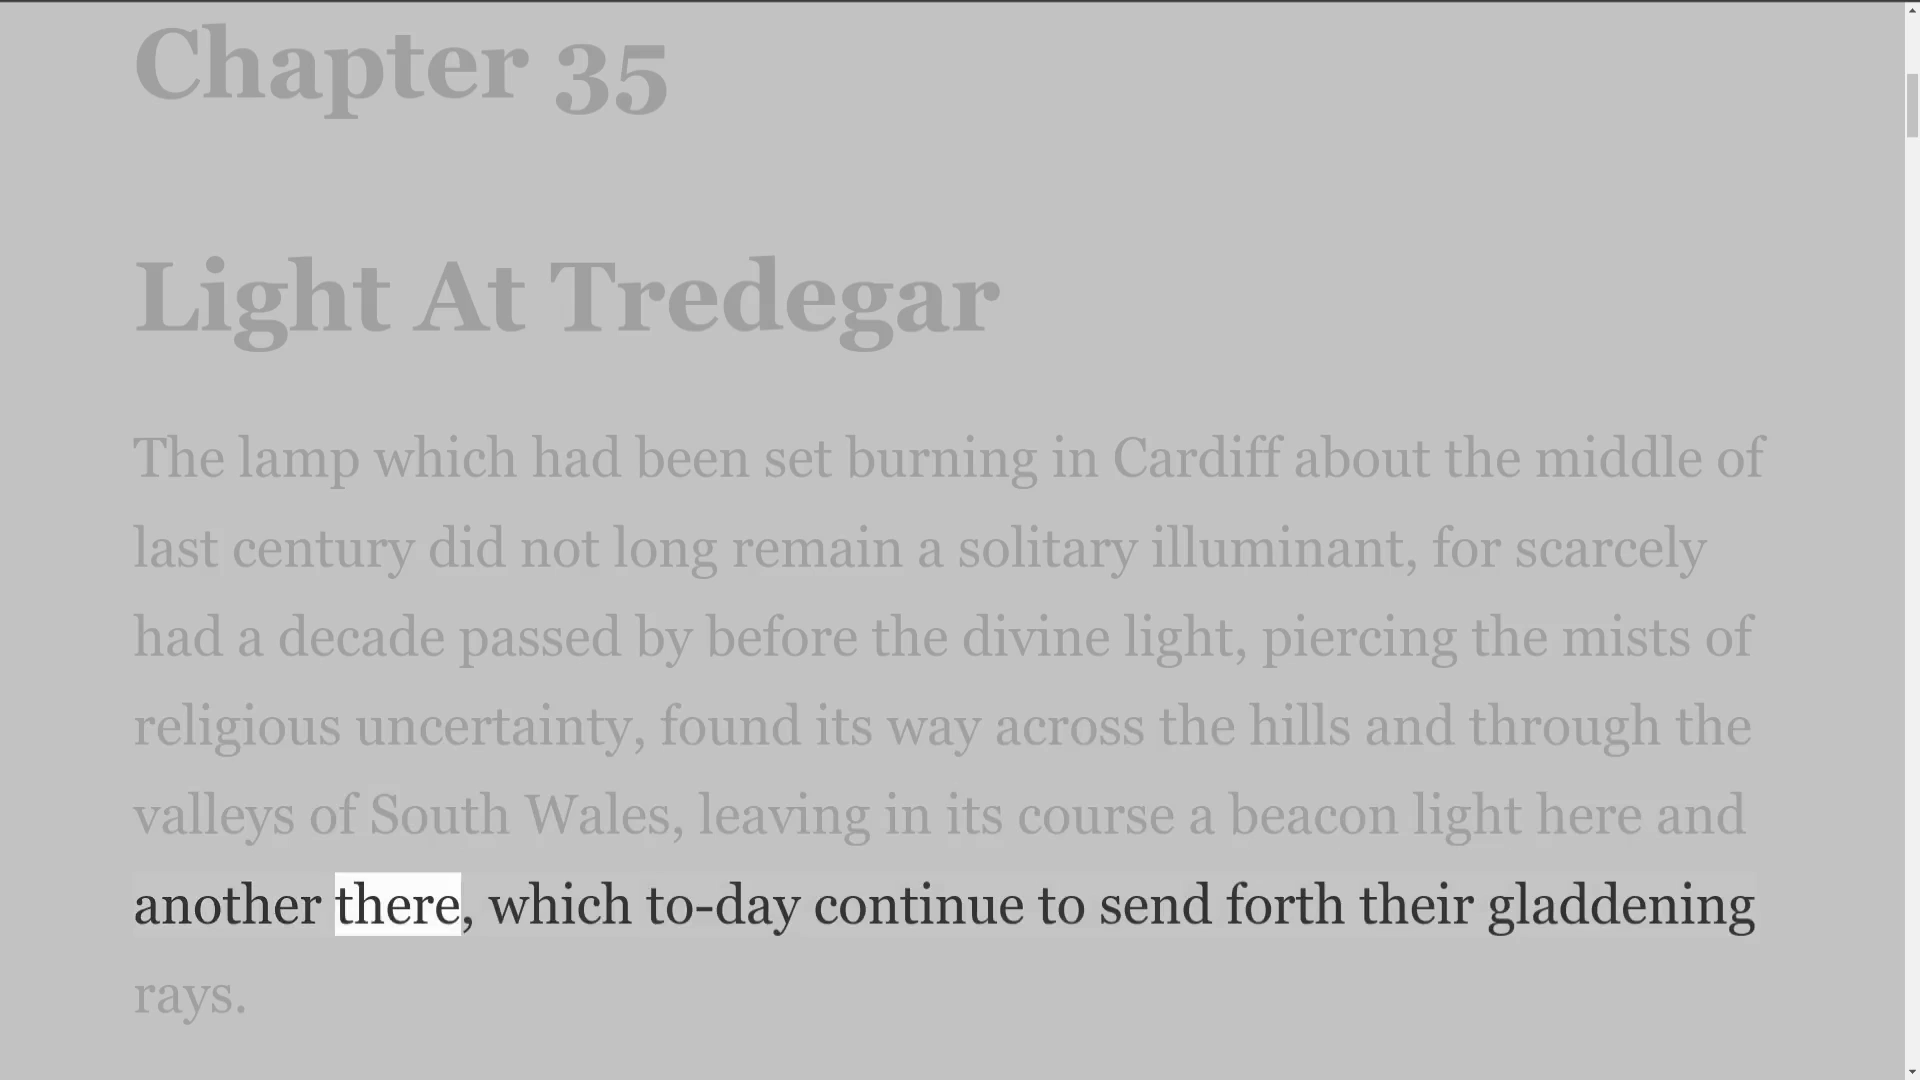 Chapter 35
Light At Tredegar
The lamp which had been set burning in Cardiff about the middle of
last century did not long remain a solitary illuminant, for scarcely
had a decade passed by before the divine light, piercing the mists of
religious uncertainty, found its way across the hills and through the
valleys of South Wales, leaving in its course a beacon light here and
another there, which to-day continue to send forth their gladdening
rays.